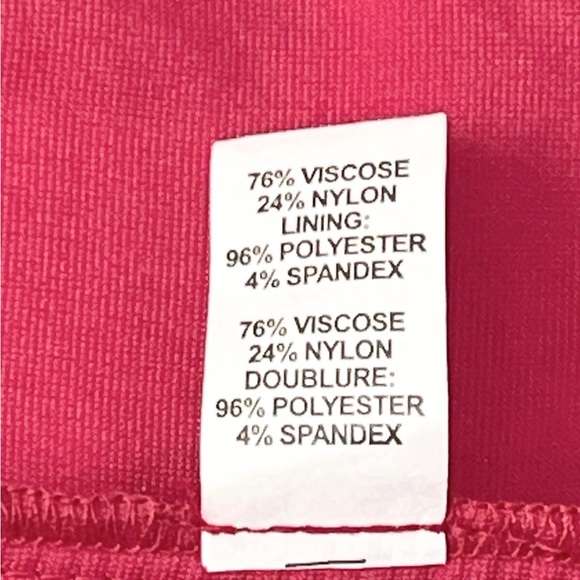 76% VISCOSE
24% NYLON
LINING:
96% POLYESTER
4% SPANDEX
76% VISCOSE
24% NYLON
DOUBLURE:
96% POLYESTER
4% SPANDEX